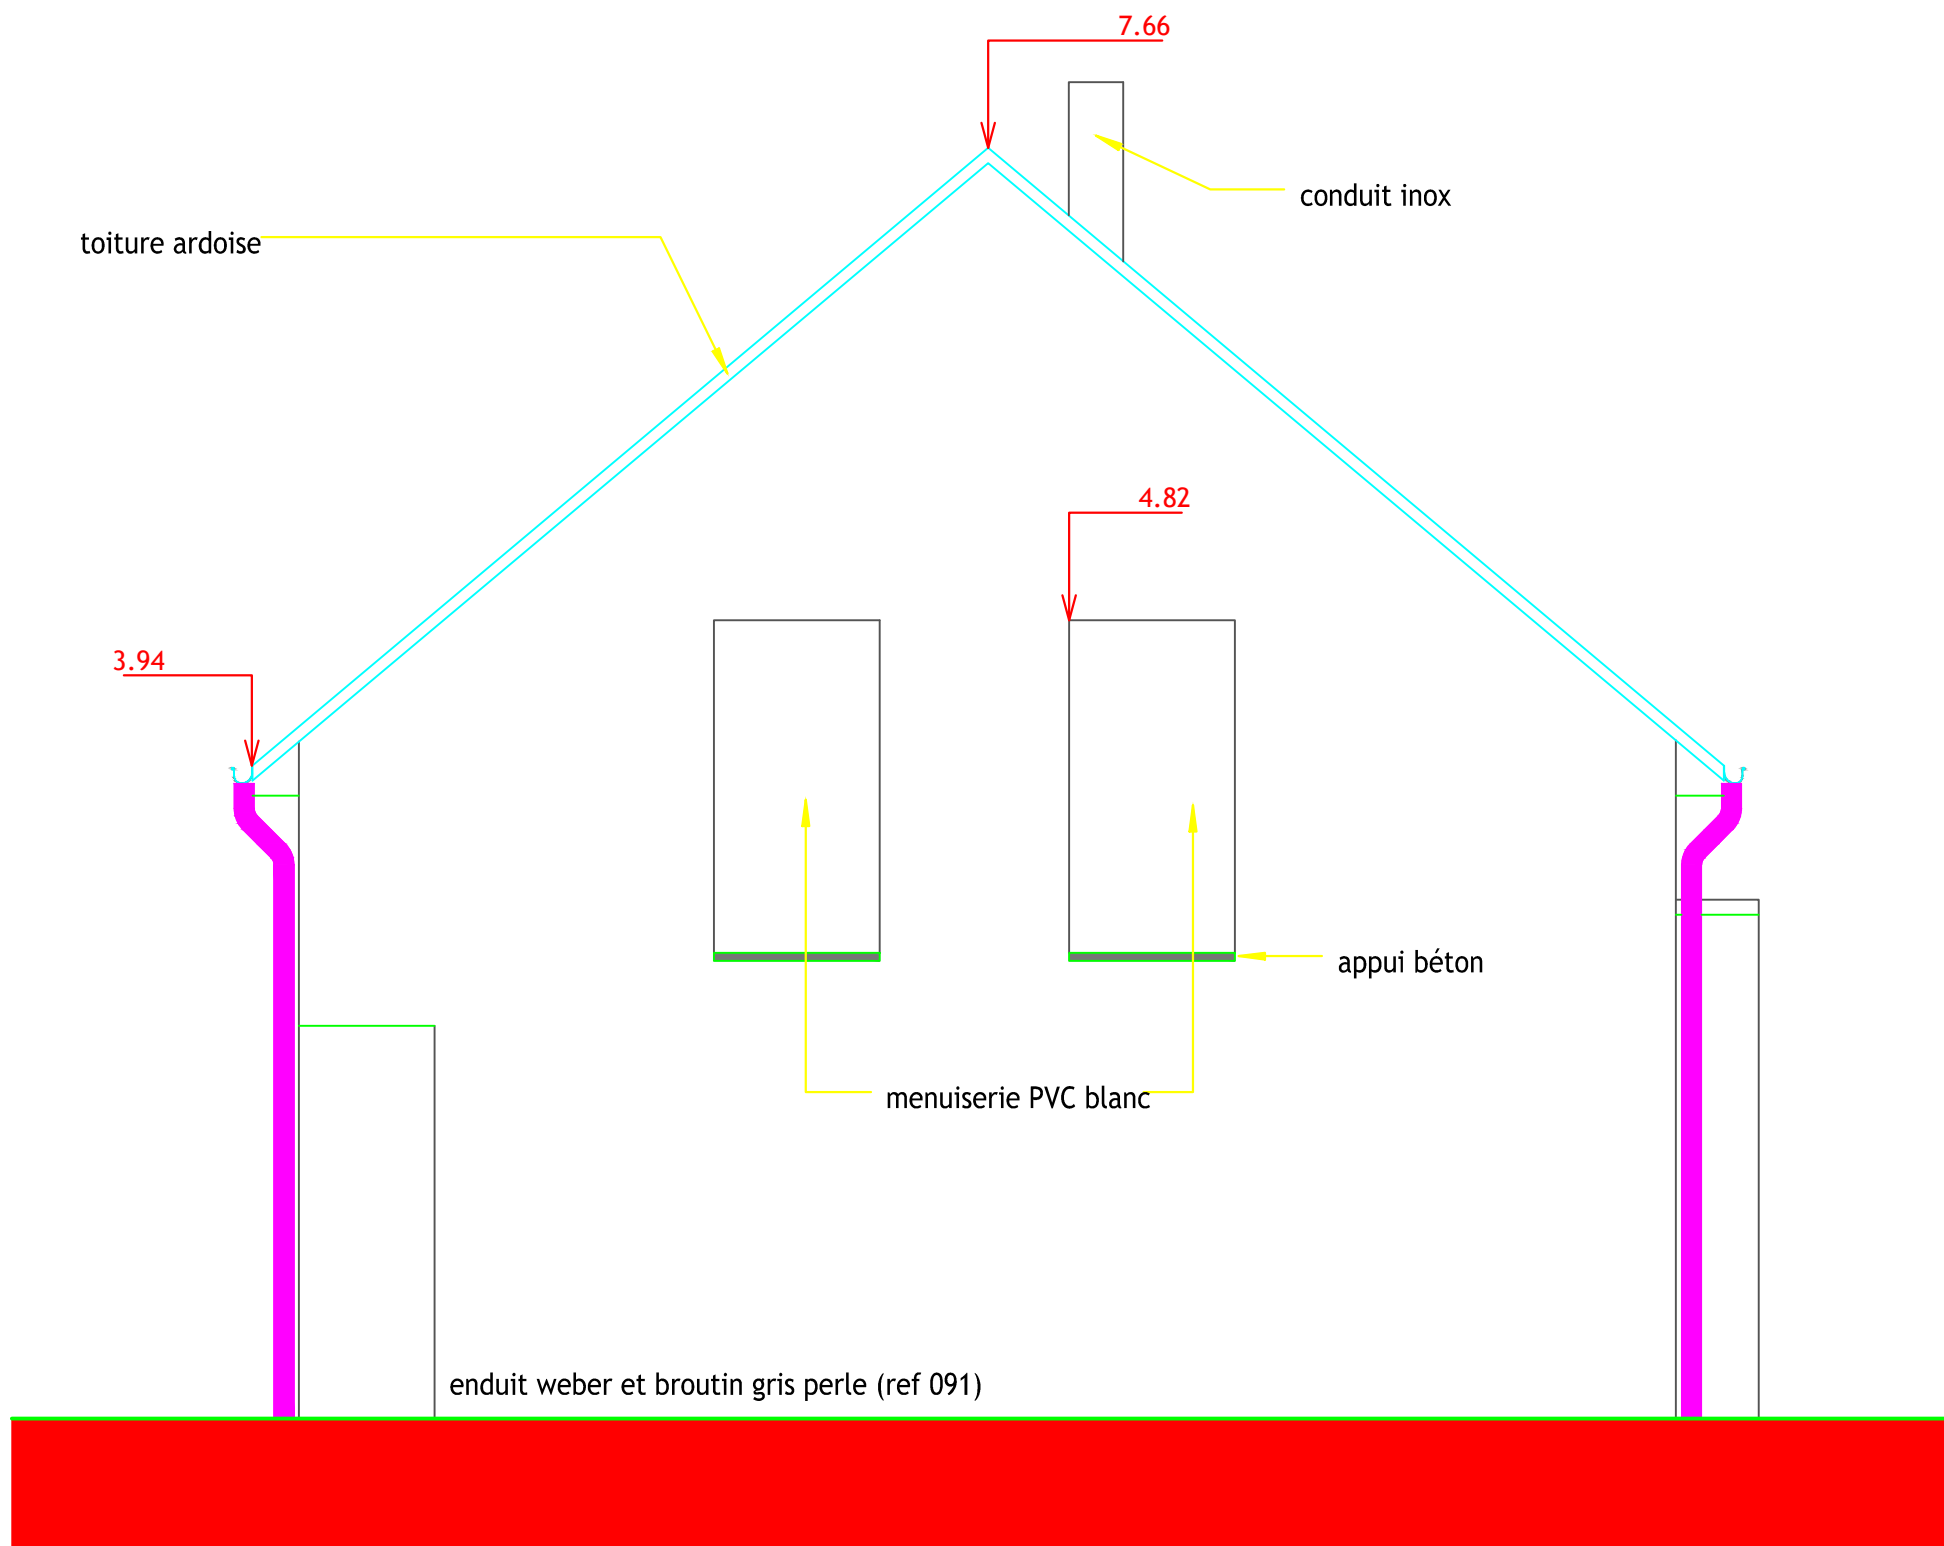 7.66
conduit inox
toiture ardoise
4.82
3.94
appui béton
menuiserie PVC blanc
enduit weber et broutin gris perle (ref 091)